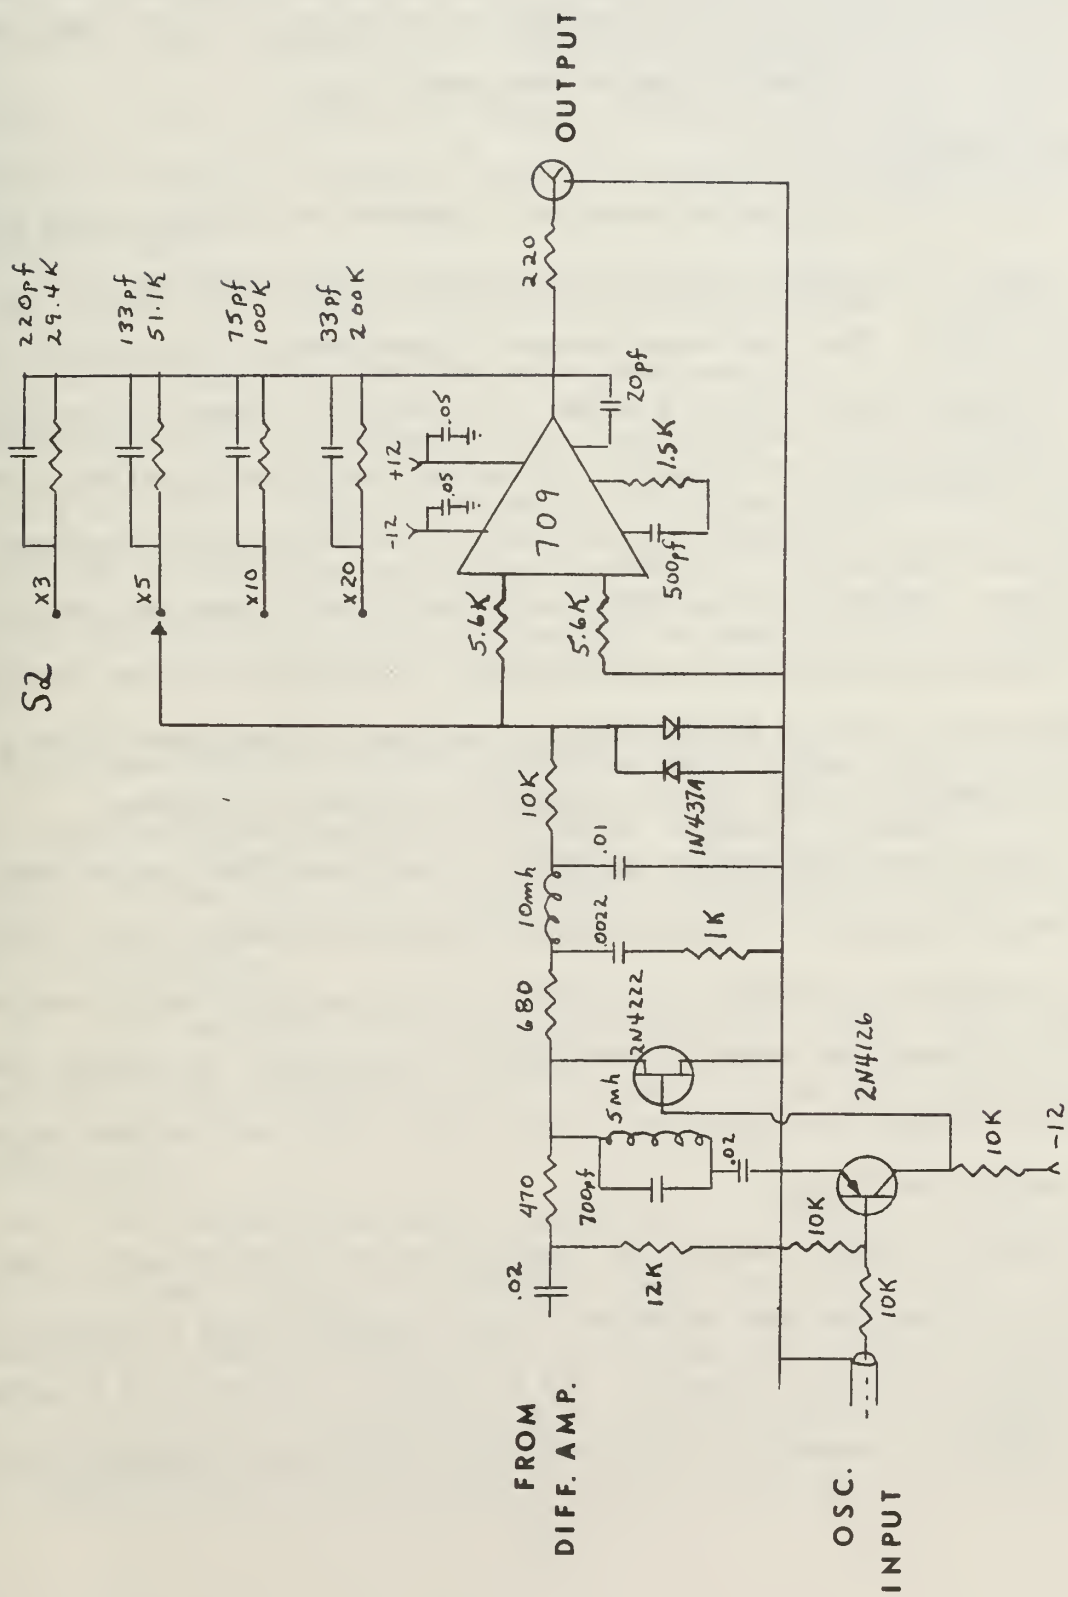 S2
X3
220pf
29.4K
X5
133pf
51.1K
X10
75pf
100K
X20
33pf
200K
-12
.05
+12
.05
5.6K
5.6K
709
500pf
1.5K
20pf
220
OUTPUT
FROM
DIFF. AMP.
.02
470
12K
700pf
5mh
.02
2N4222
680
.0022
1K
10mh
.01
10K
1N4371
OSC.
INPUT
10K
10K
2N4126
10K
-12